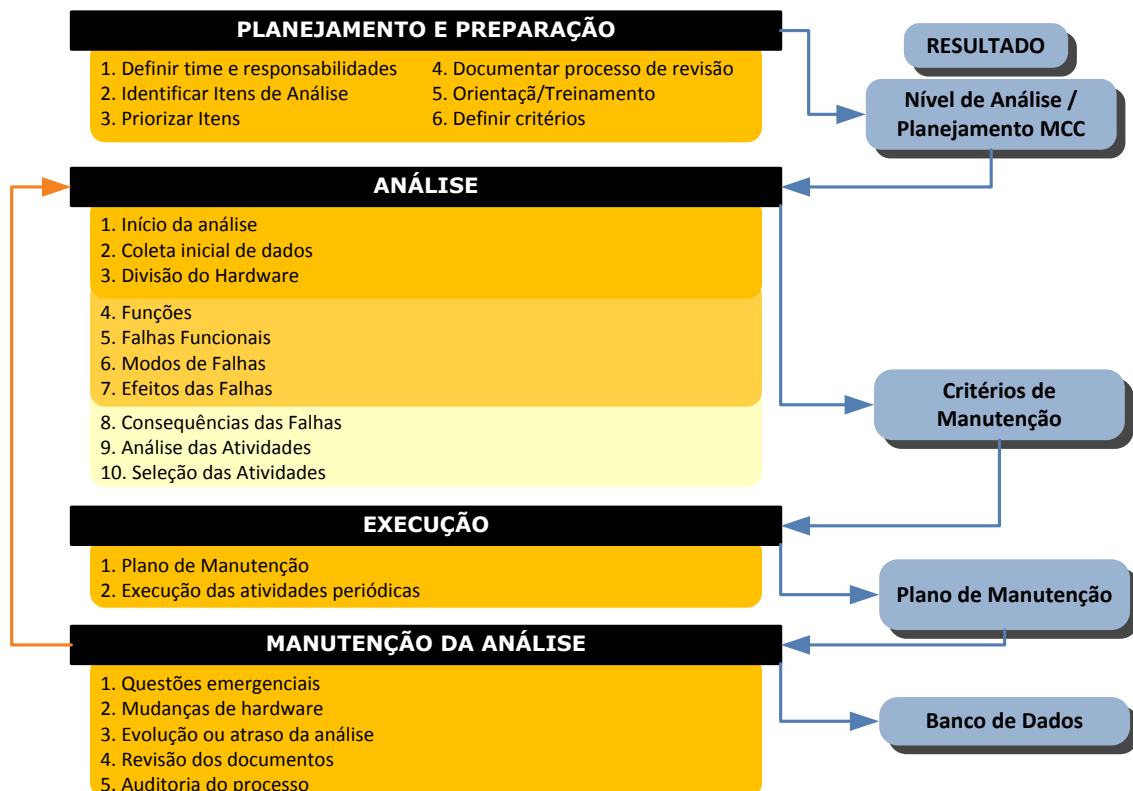 PLANEJAMENTO E PREPARAÇÃO
1. Definir time e responsabilidades
2. Identificar Itens de Análise
3. Priorizar Itens
4. Documentar processo de revisão
5. Orientaçã/Treinamento
6. Definir critérios
RESULTADO
Nível de Análise /
Planejamento MCC
ANÁLISE
1. Início da análise
2. Coleta inicial de dados
3. Divisão do Hardware
4. Funções
5. Falhas Funcionais
6. Modos de Falhas
7. Efeitos das Falhas
8. Consequências das Falhas
9. Análise das Atividades
10. Seleção das Atividades
Critérios de
Manutenção
EXECUÇÃO
1. Plano de Manutenção
2. Execução das atividades periódicas
Plano de Manutenção
MANUTENÇÃO DA ANÁLISE
1. Questões emergenciais
2. Mudanças de hardware
3. Evolução ou atraso da análise
4. Revisão dos documentos
5. Auditoria do processo
Banco de Dados